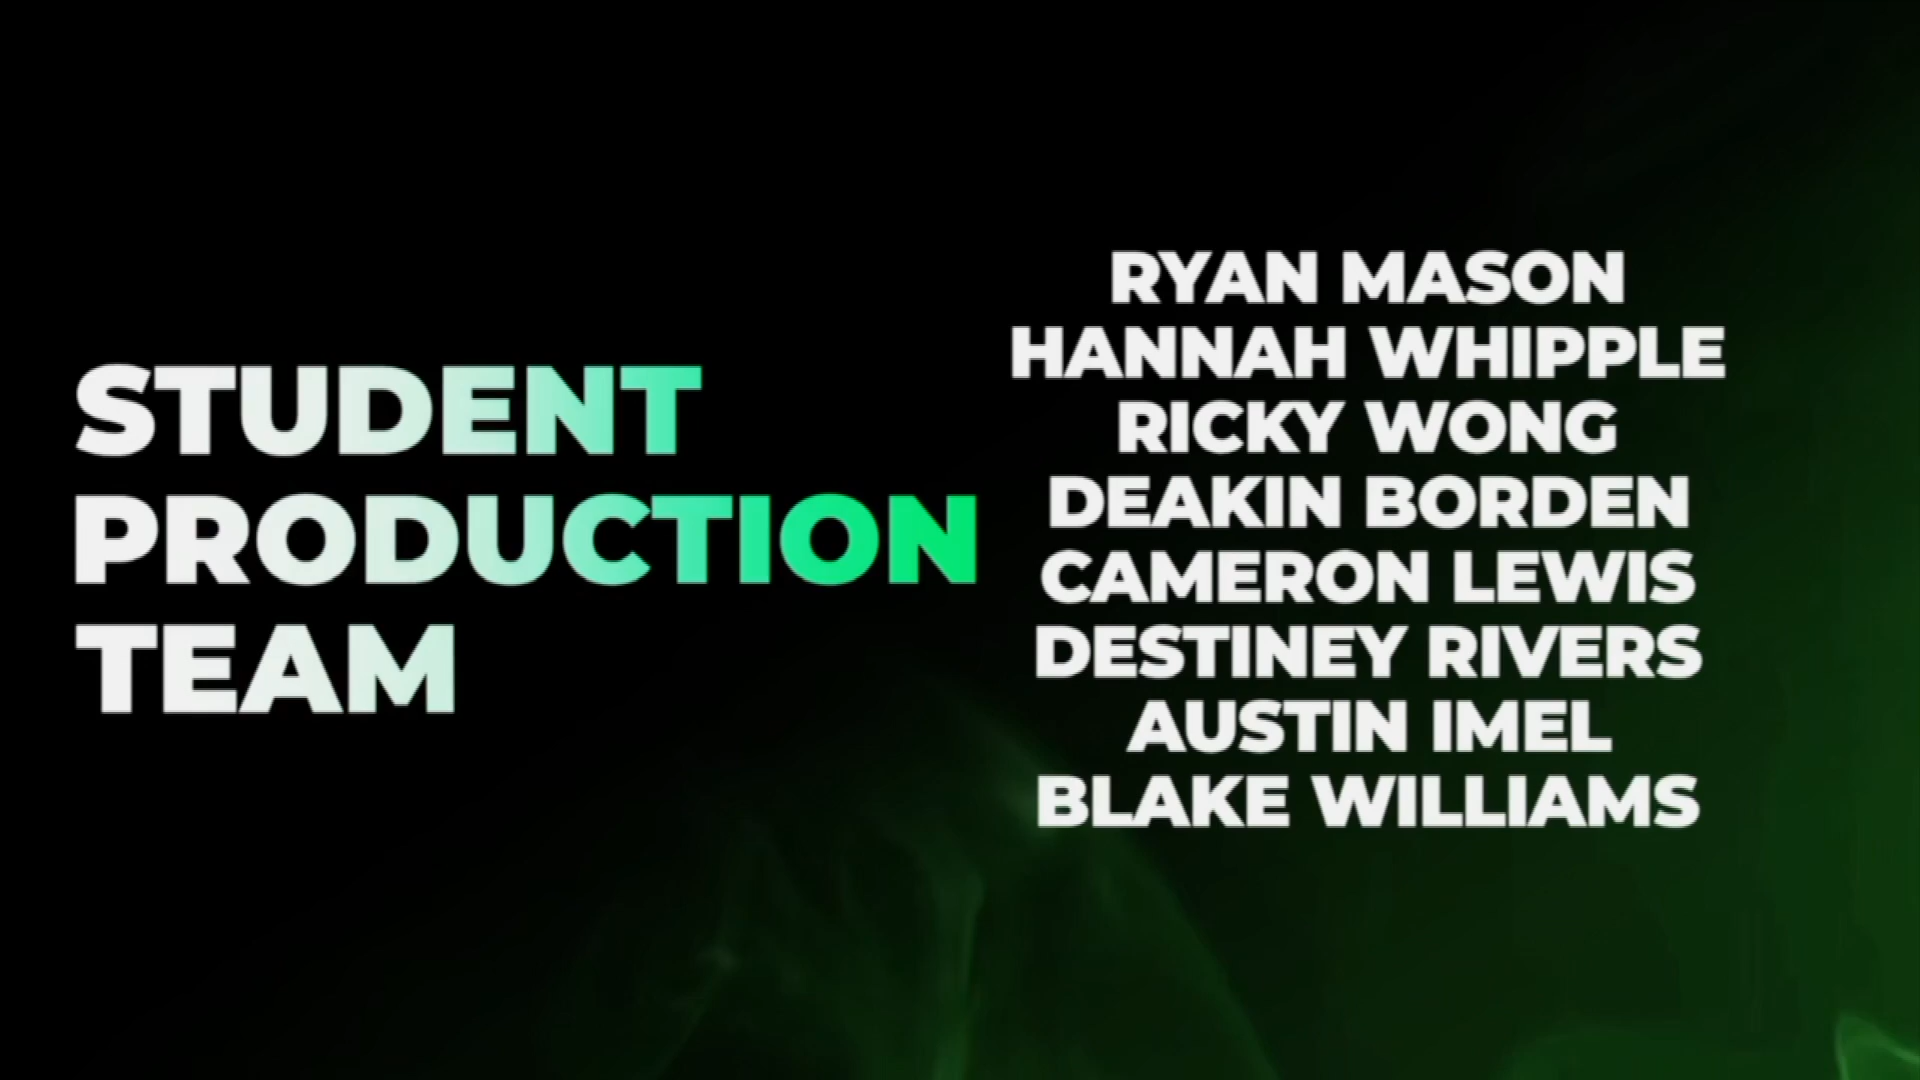 STUDENT
PRODUCTION
TEAM
RYAN MASON
HANNAH WHIPPLE
RICKY WONG
DEAKIN BORDEN
CAMERON LEWIS
DESTINEY RIVERS
AUSTIN IMEL
BLAKE WILLIAMS